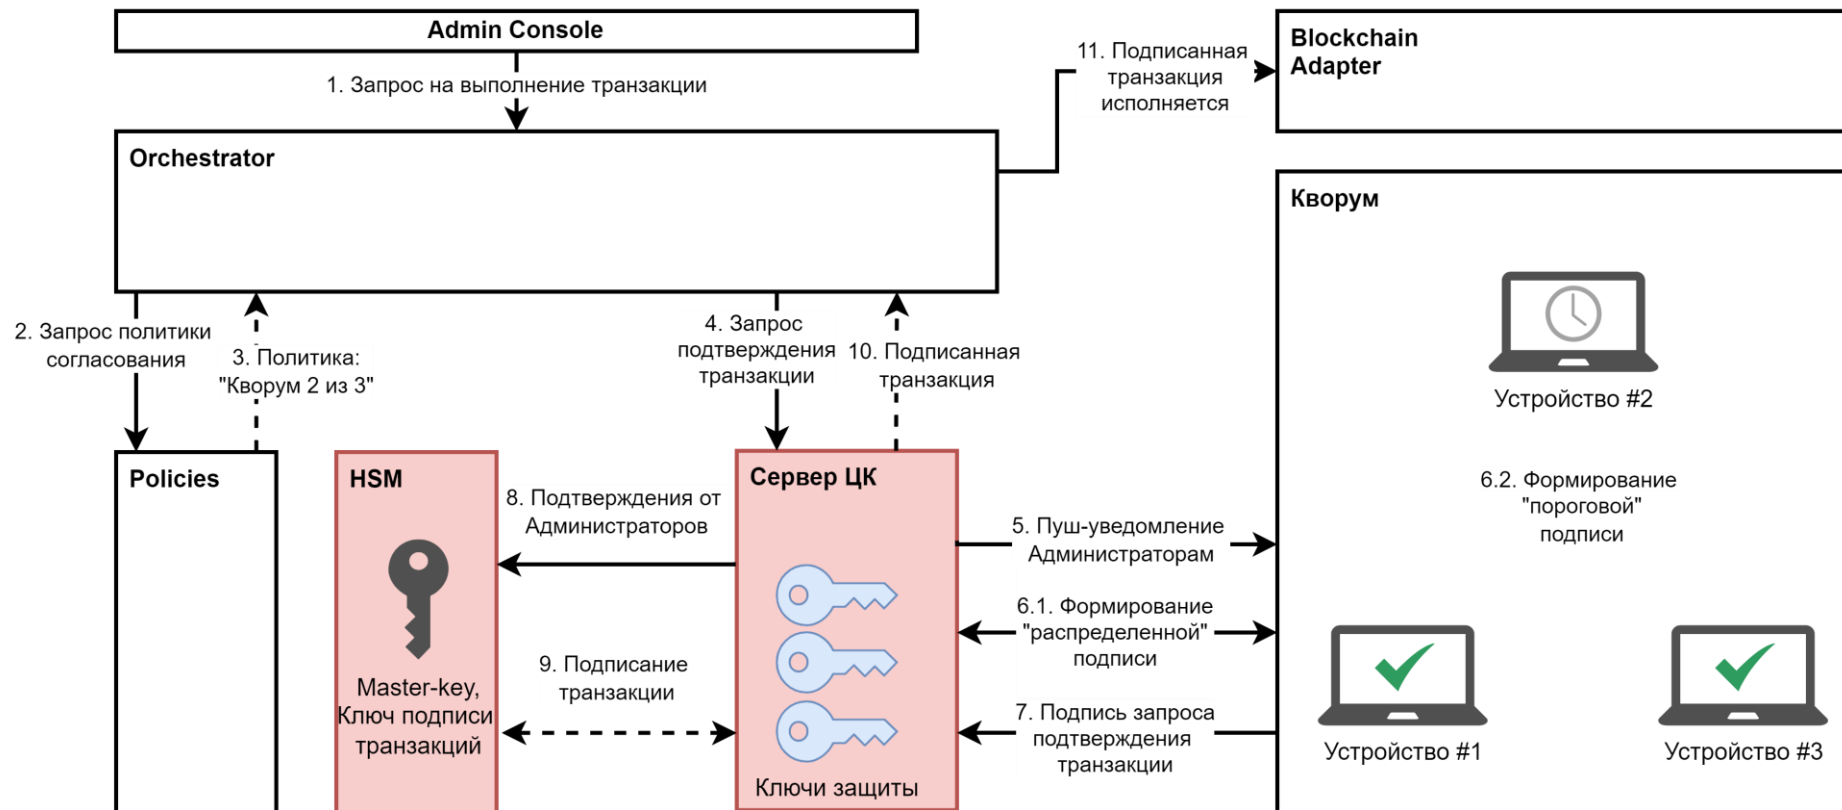 Admin Console
1. Запрос на выполнение транзакции
11. Подписанная
транзакция
исполняется
Blockchain
Adapter
Orchestrator
Кворум
2. Запрос политики
согласования
3. Политика:
"Кворум 2 из 3"
4. Запрос
подтверждения
транзакции
10. Подписанная
транзакция
Устройство #2
Policies
HSM
Сервер ЦК
8. Подтверждения от
Администраторов
5. Пуш-уведомление
Администраторам
6.2. Формирование
"пороговой"
подписи
6.1. Формирование
"распределенной"
подписи
9. Подписание
транзакции
Master-key,
Ключ подписи
транзакций
7. Подпись запроса
подтверждения
транзакции
Ключи защиты
Устройство #1
Устройство #3